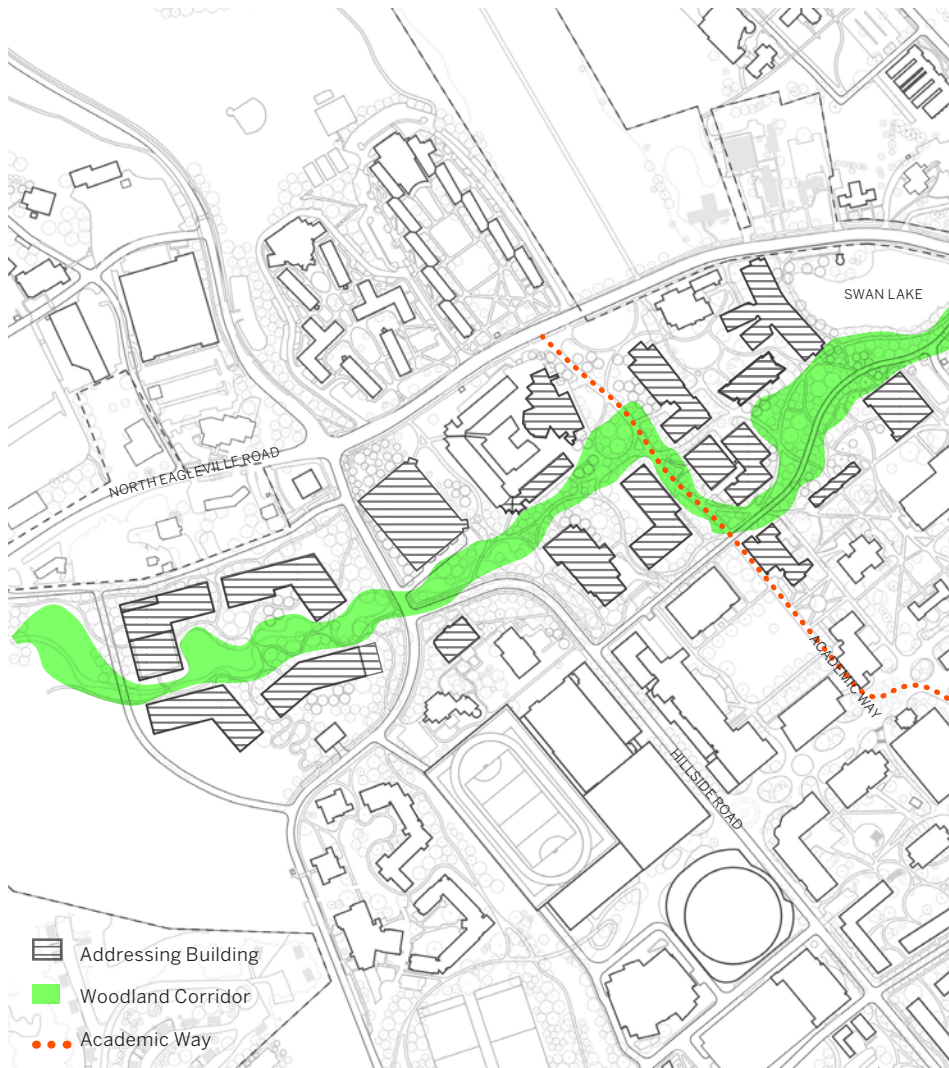 SWAN LAKE
NORTH EAGLEVILLE ROAD
ACADEMIC WAY
HILLSIDE ROAD
Addressing Building
Woodland Corridor
Academic Way